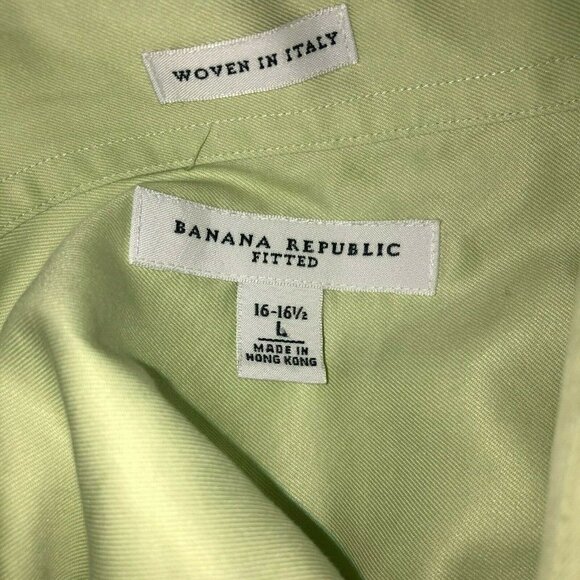 WOVEN IN ITALY
BANANA REPUBLIC
FITTED
16-16½
L
MADE IN
HONG KONG